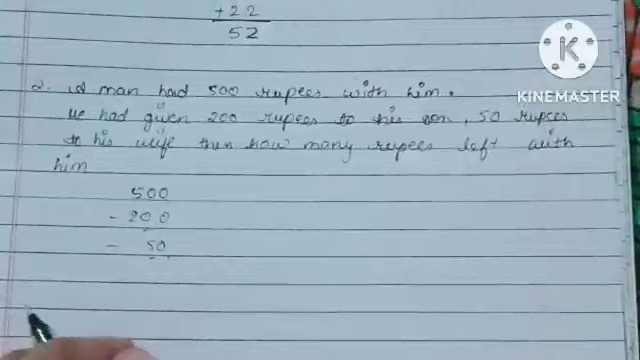 +22
52
2. A man had 500 rupees with him.
He had given 200 rupees to his son, 50 rupees
to his wife then how many rupees left with
him
500
- 200
- 50
K
KINEMASTER